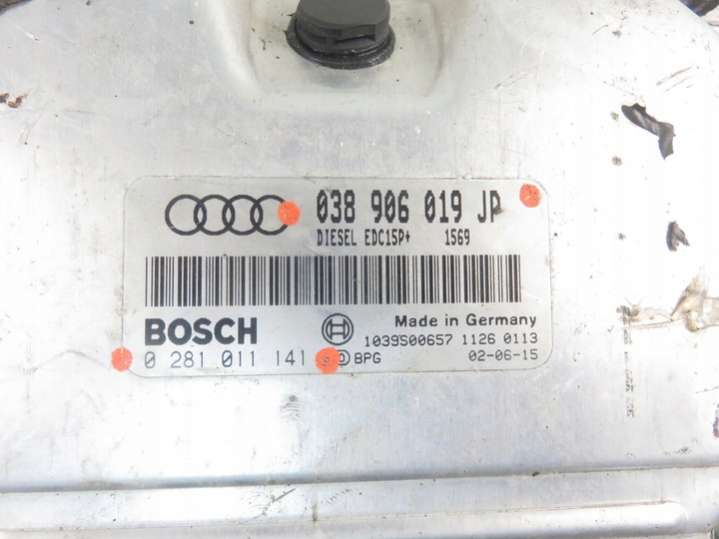 038 906 019 JP
DIESEL EDC15P+ 1569
BOSCH
Made in Germany
1039S00657 1126 0113
0 281 011 141 BPG 02-06-15